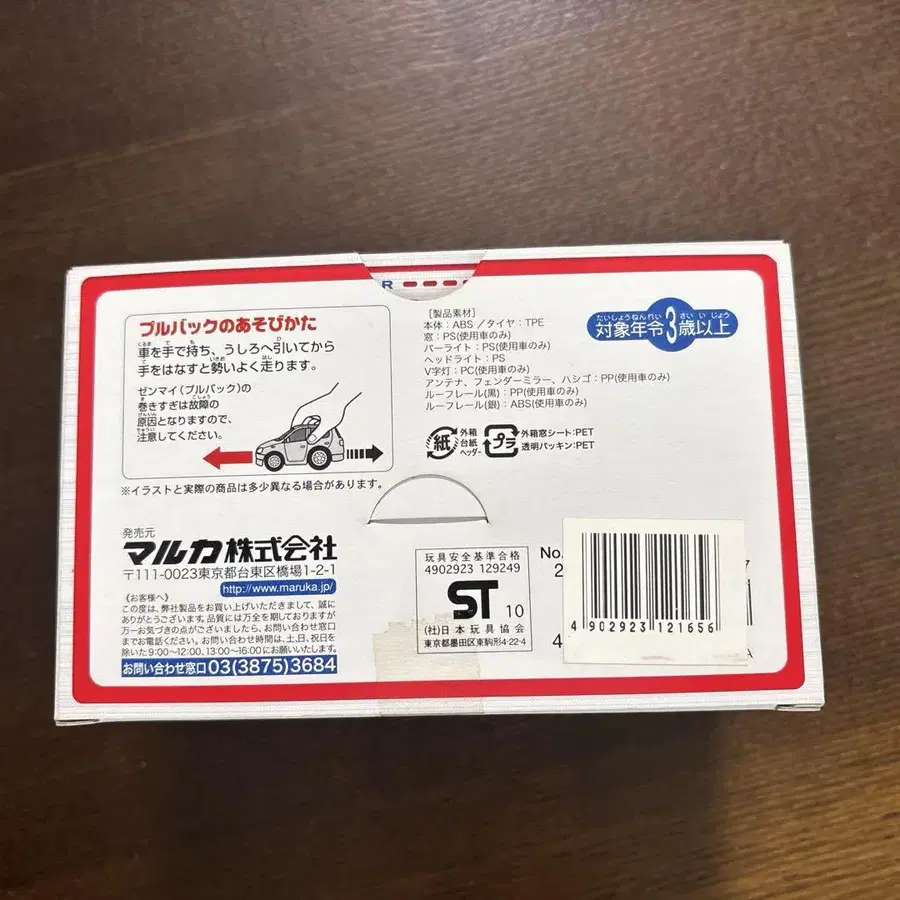 R
プルバックのあそびかた
車を手で持ち、うしろへ引いてから
手をはなすと勢いよく走ります。
ゼンマイ(プルバック)の
巻きすぎは故障の
原因となりますので、
注意してください。
※イラストと実際の商品は多少異なる場合があります。
[製品素材]
本体:ABS/タイヤ:TPE
窓:PS(使用車のみ)
バーライト:PS(使用車のみ)
ヘッドライト:PS
V字灯:PC(使用車のみ)
アンテナ、フェンダーミラー、ハシゴ:PP(使用車のみ)
ルーフレール(黒):PP(使用車のみ)
ルーフレール(銀):ABS(使用車のみ)
たいしょうねんれい さい い じょう
対象年令3歳以上
紙
外箱
台紙
ヘッダー
プラ
外箱窓シート:PET
透明パッキン:PET
発売元
マルカ株式会社
〒111-0023東京都台東区橋場1-2-1
http://www.maruka.jp/
《お客様へ》
この度は、弊社製品をお買い上げいただきまして、誠に
ありがとうございます。品質には万全を期しておりますが
万一お気づきの点がございましたら、お問い合わせ窓口
までお電話ください。お問い合わせ時間は、土、日、祝日を
除いた9:00〜12:00、13:00〜16:00にお願いいたします。
お問い合わせ窓口03(3875)3684
玩具安全基準合格
4902923 129249
ST 10
(社)日本玩具協会
東京都墨田区東駒形4-22-4
No.
2
4
4 902923 121656